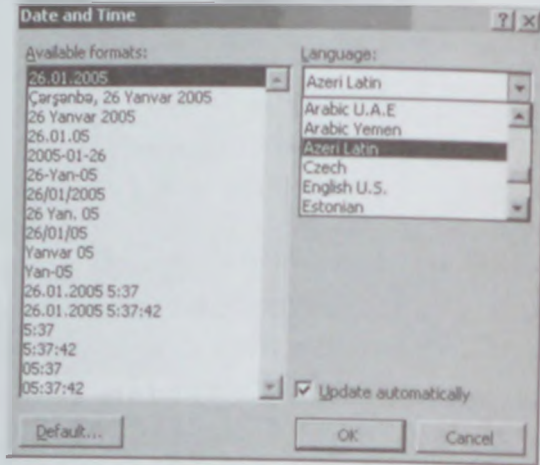 Date and Time
Available formats:
26.01.2005
Çərşənbə, 26 Yanvar 2005
26 Yanvar 2005
26.01.05
2005-01-26
26-Yan-05
26/01/2005
26 Yan. 05
26/01/05
Yanvar 05
Yan-05
26.01.2005 5:37
26.01.2005 5:37:42
5:37
5:37:42
05:37
05:37:42
Language:
Azeri Latin
Arabic U.A.E
Arabic Yemen
Azeri Latin
Czech
English U.S.
Estonian
Update automatically
Default...
OK
Cancel